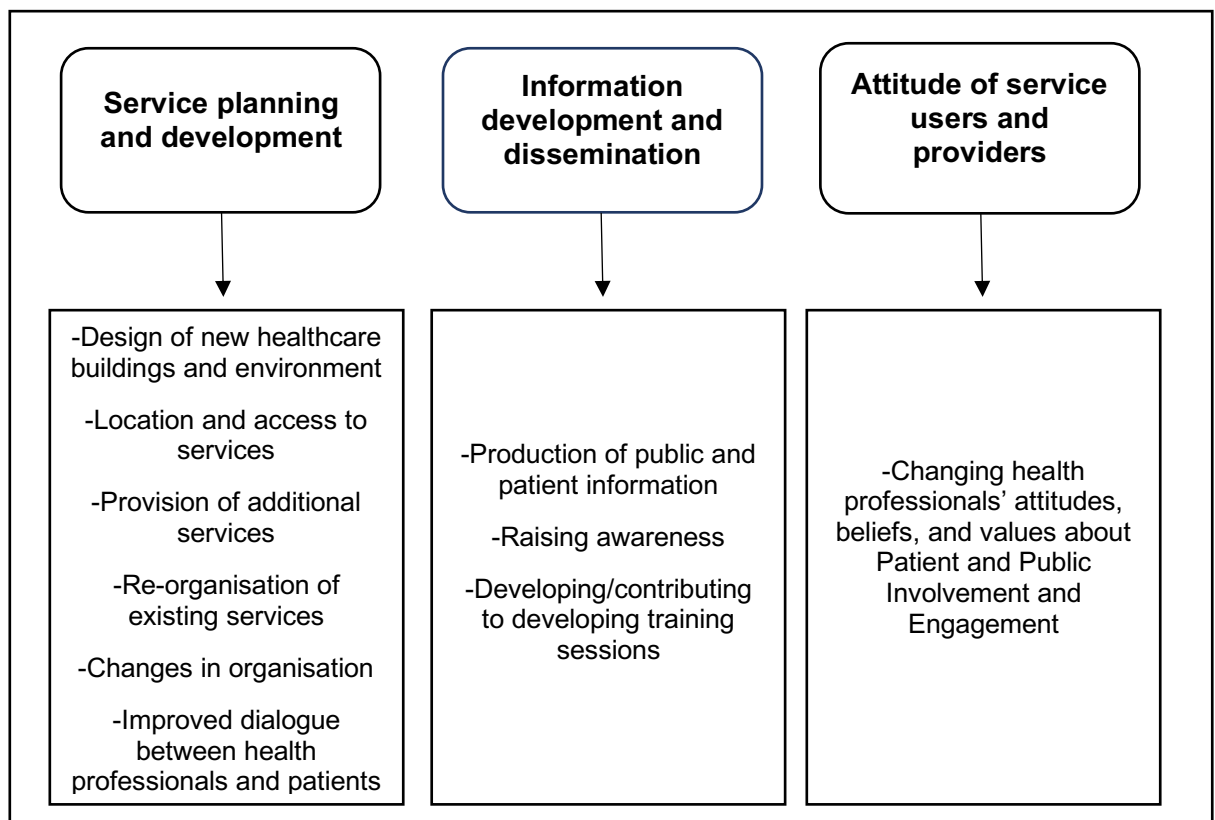 Service planning
and development
Information
development and
dissemination
Attitude of service
users and
providers
-Design of new healthcare
buildings and environment
-Location and access to
services
-Provision of additional
services
-Re-organisation of
existing services
-Changes in organisation
-Improved dialogue
between health
professionals and patients
-Production of public and
patient information
-Raising awareness
-Developing/contributing
to developing training
sessions
-Changing health
professionals’ attitudes,
beliefs, and values about
Patient and Public
Involvement and
Engagement